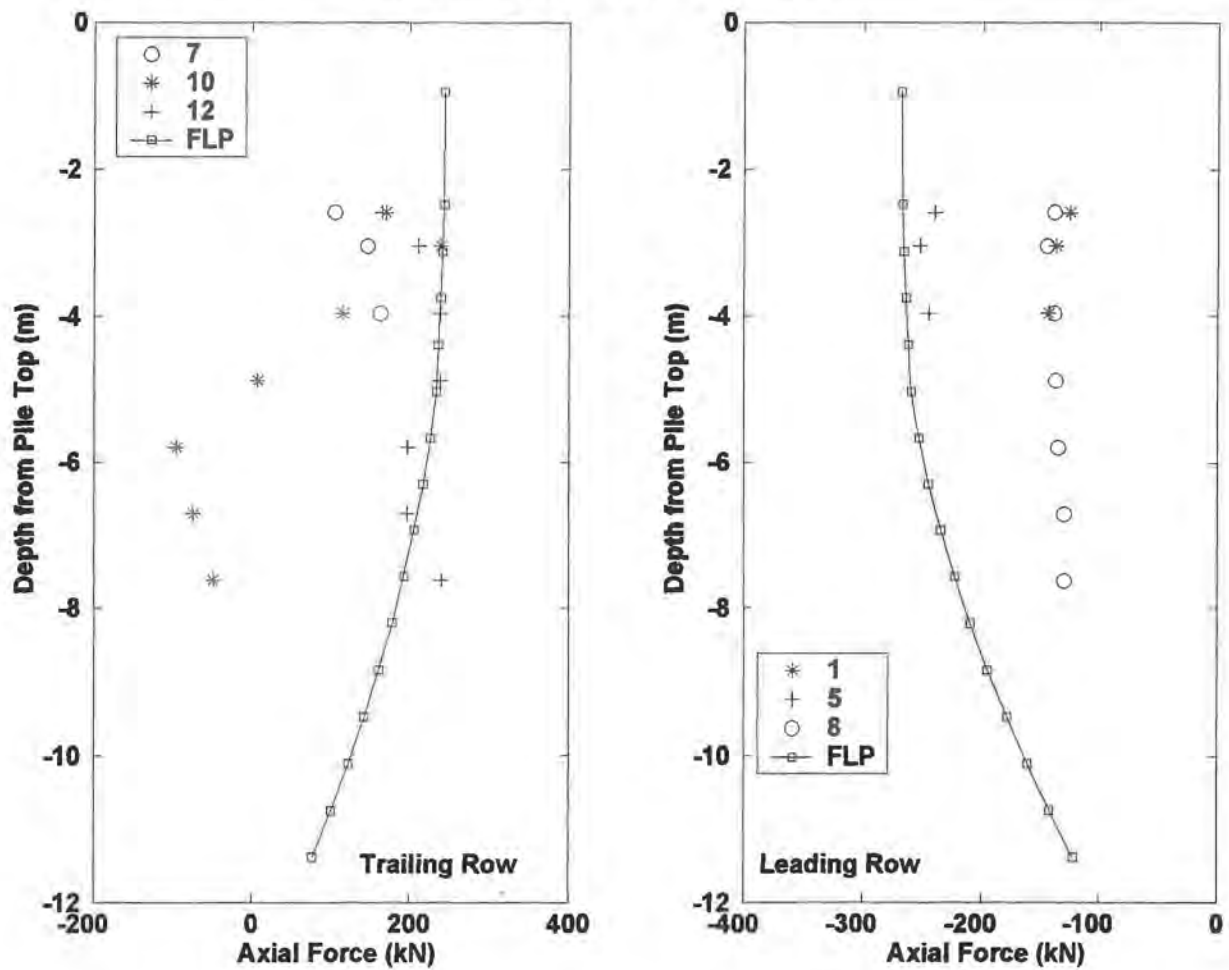 7
10
12
FLP
0
-2
-4
-6
-8
-10
-12
Depth from Pile Top (m)
-200 0 200 400
Axial Force (kN)
Trailing Row
0
-2
-4
-6
-8
-10
-12
Depth from Pile Top (m)
1
5
8
FLP
Leading Row
-400 -300 -200 -100 0
Axial Force (kN)